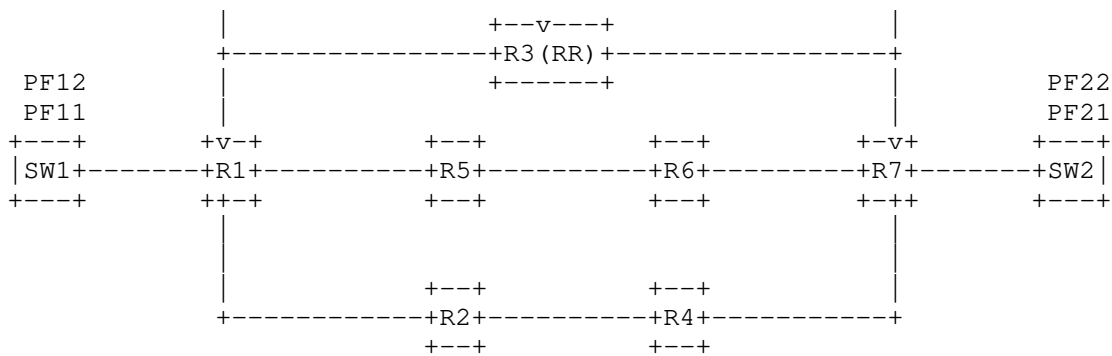 v
R3(RR)
PF12 PF22
PF11 PF21
v v
SW1 R1 R5 R6 R7 SW2
R2 R4